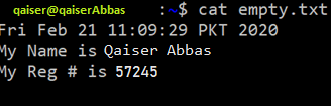 qaiser@qaiserAbbas :~$ cat empty.txt
Fri Feb 21 11:09:29 PKT 2020
My Name is Qaiser Abbas
My Reg # is 57245